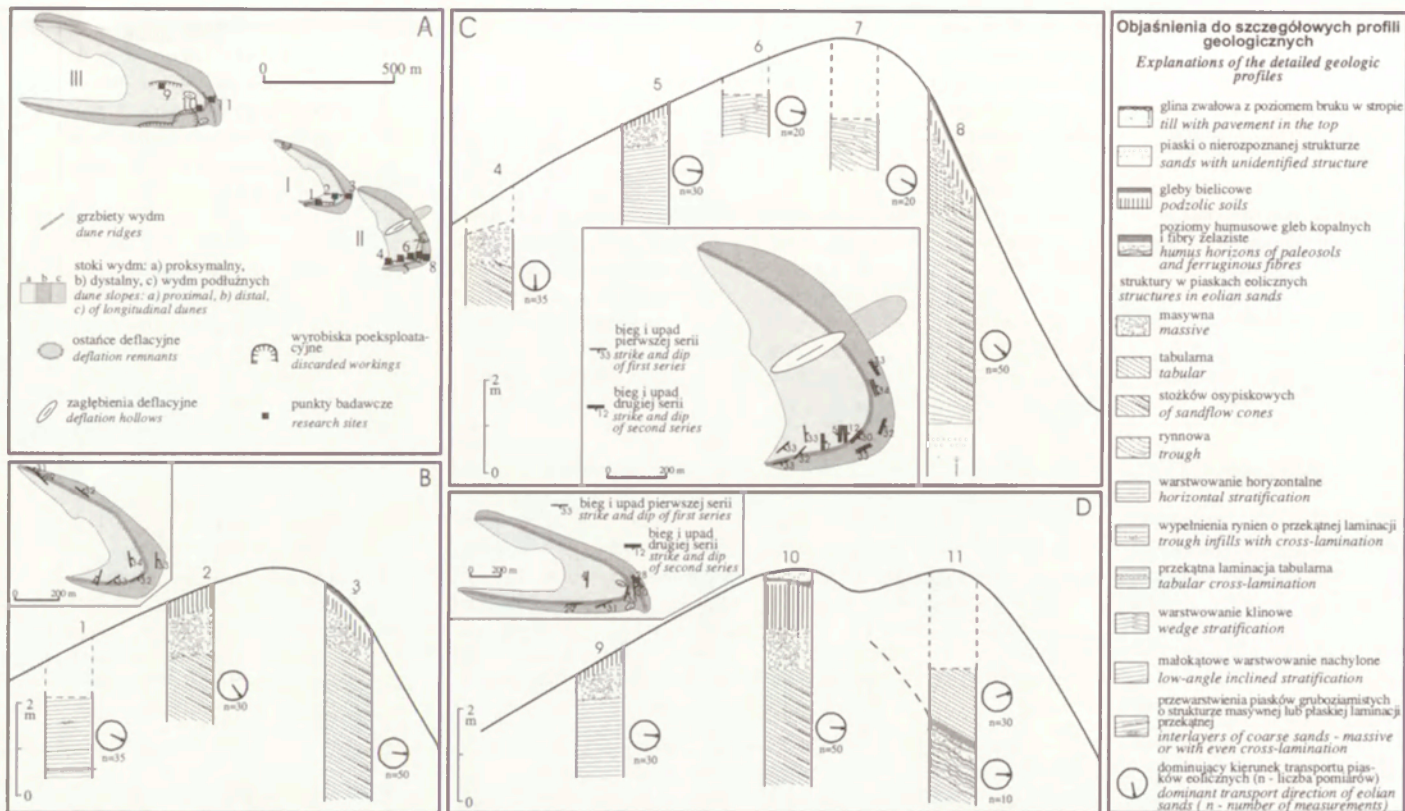 A
III
0 500 m
9
11
I
1 2 3
II
4 6 7
5 8
grzbiety wydm
dune ridges
a b c
stoki wydm: a) proksymalny,
b) dystalny, c) wydm podłużnych
dune slopes: a) proximal, b) distal,
c) of longitudinal dunes
ostańce deflacyjne
deflation remnants
wyrobiska poeksploata-
cyjne
discarded workings
zagłębienia deflacyjne
deflation hollows
punkty badawcze
research sites
B
0 200 m
1
2
3
2
m
0
n=35
n=30
n=50
C
4
5
6
7
8
n=35
n=30
n=20
n=20
n=50
2
m
0
bieg i upad
pierwszej serii
33 strike and dip
of first series
bieg i upad
drugiej serii
12 strike and dip
of second series
0 200 m
D
bieg i upad pierwszej serii
33 strike and dip of first series
bieg i upad
drugiej serii
12 strike and dip
of second series
0 200 m
9
10
11
2
m
0
n=30
n=50
n=30
n=10
Objaśnienia do szczegółowych profili
geologicznych
Explanations of the detailed geologic
profiles
glina zwałowa z poziomem bruku w stropie
till with pavement in the top
piaski o nierozpoznanej strukturze
sands with unidentified structure
gleby bielicowe
podzolic soils
poziomy humusowe gleb kopalnych
i fibry żelaziste
humus horizons of paleosols
and ferruginous fibres
struktury w piaskach eolicznych
structures in eolian sands
masywna
massive
tabularna
tabular
stożków osypiskowych
of sandflow cones
rynnowa
trough
warstwowanie horyzontalne
horizontal stratification
wypełnienia rynien o przekątnej laminacji
trough infills with cross-lamination
przekątna laminacja tabularna
tabular cross-lamination
warstwowanie klinowe
wedge stratification
małokątowe warstwowanie nachylone
low-angle inclined stratification
przewarstwienia piasków gruboziarnistych
o strukturze masywnej lub płaskiej laminacji
przekątnej
interlayers of coarse sands - massive
or with even cross-lamination
dominujący kierunek transportu pias-
ków eolicznych (n - liczba pomiarów)
dominant transport direction of eolian
sands ( n - number of measurements)